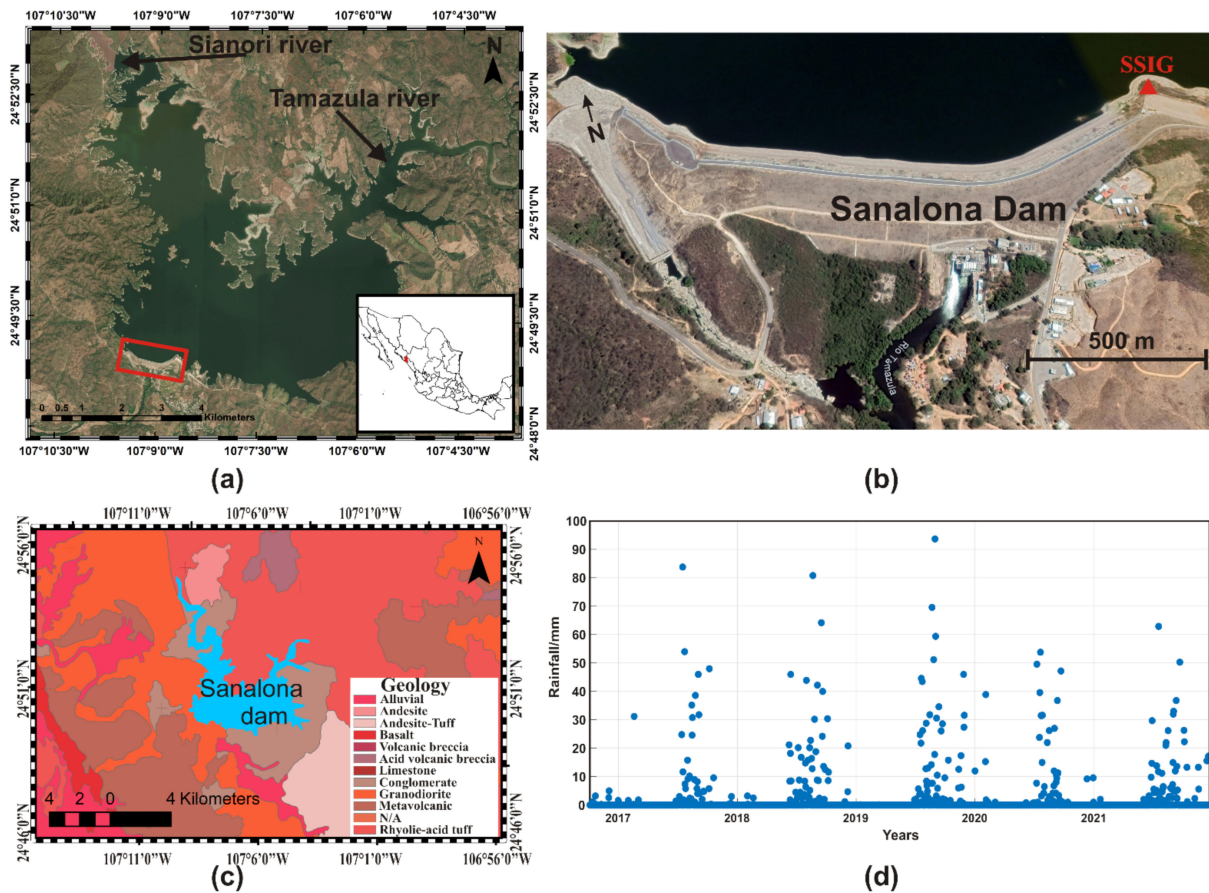 107°10'30"W 107°9'0"W 107°7'30"W 107°6'0"W 107°4'30"W
Sianori river
N
Tamazula river
24°52'30"N
24°51'0"N
24°49'30"N
24°48'0"N
24°52'30"N
24°51'0"N
24°49'30"N
0 0.5 1 2 3 4
Kilometers
107°10'30"W 107°9'0"W 107°7'30"W 107°6'0"W 107°4'30"W
(a)
SSIG
N
Sanalona Dam
500 m
Rio Tamazula
(b)
107°11'0"W 107°6'0"W 107°1'0"W 106°56'0"W
24°56'0"N
24°51'0"N
24°46'0"N
24°56'0"N
24°51'0"N
24°46'0"N
N
Sanalona
dam
Geology
Alluvial
Andesite
Andesite-Tuff
Basalt
Volcanic breccia
Acid volcanic breccia
Limestone
Conglomerate
Granodiorite
Metavolcanic
N/A
Rhyolie-acid tuff
4 2 0 4 Kilometers
107°11'0"W 107°6'0"W 107°1'0"W 106°56'0"W
(c)
100
90
80
70
60
50
40
30
20
10
0
Rainfall/mm
2017 2018 2019 2020 2021
Years
(d)